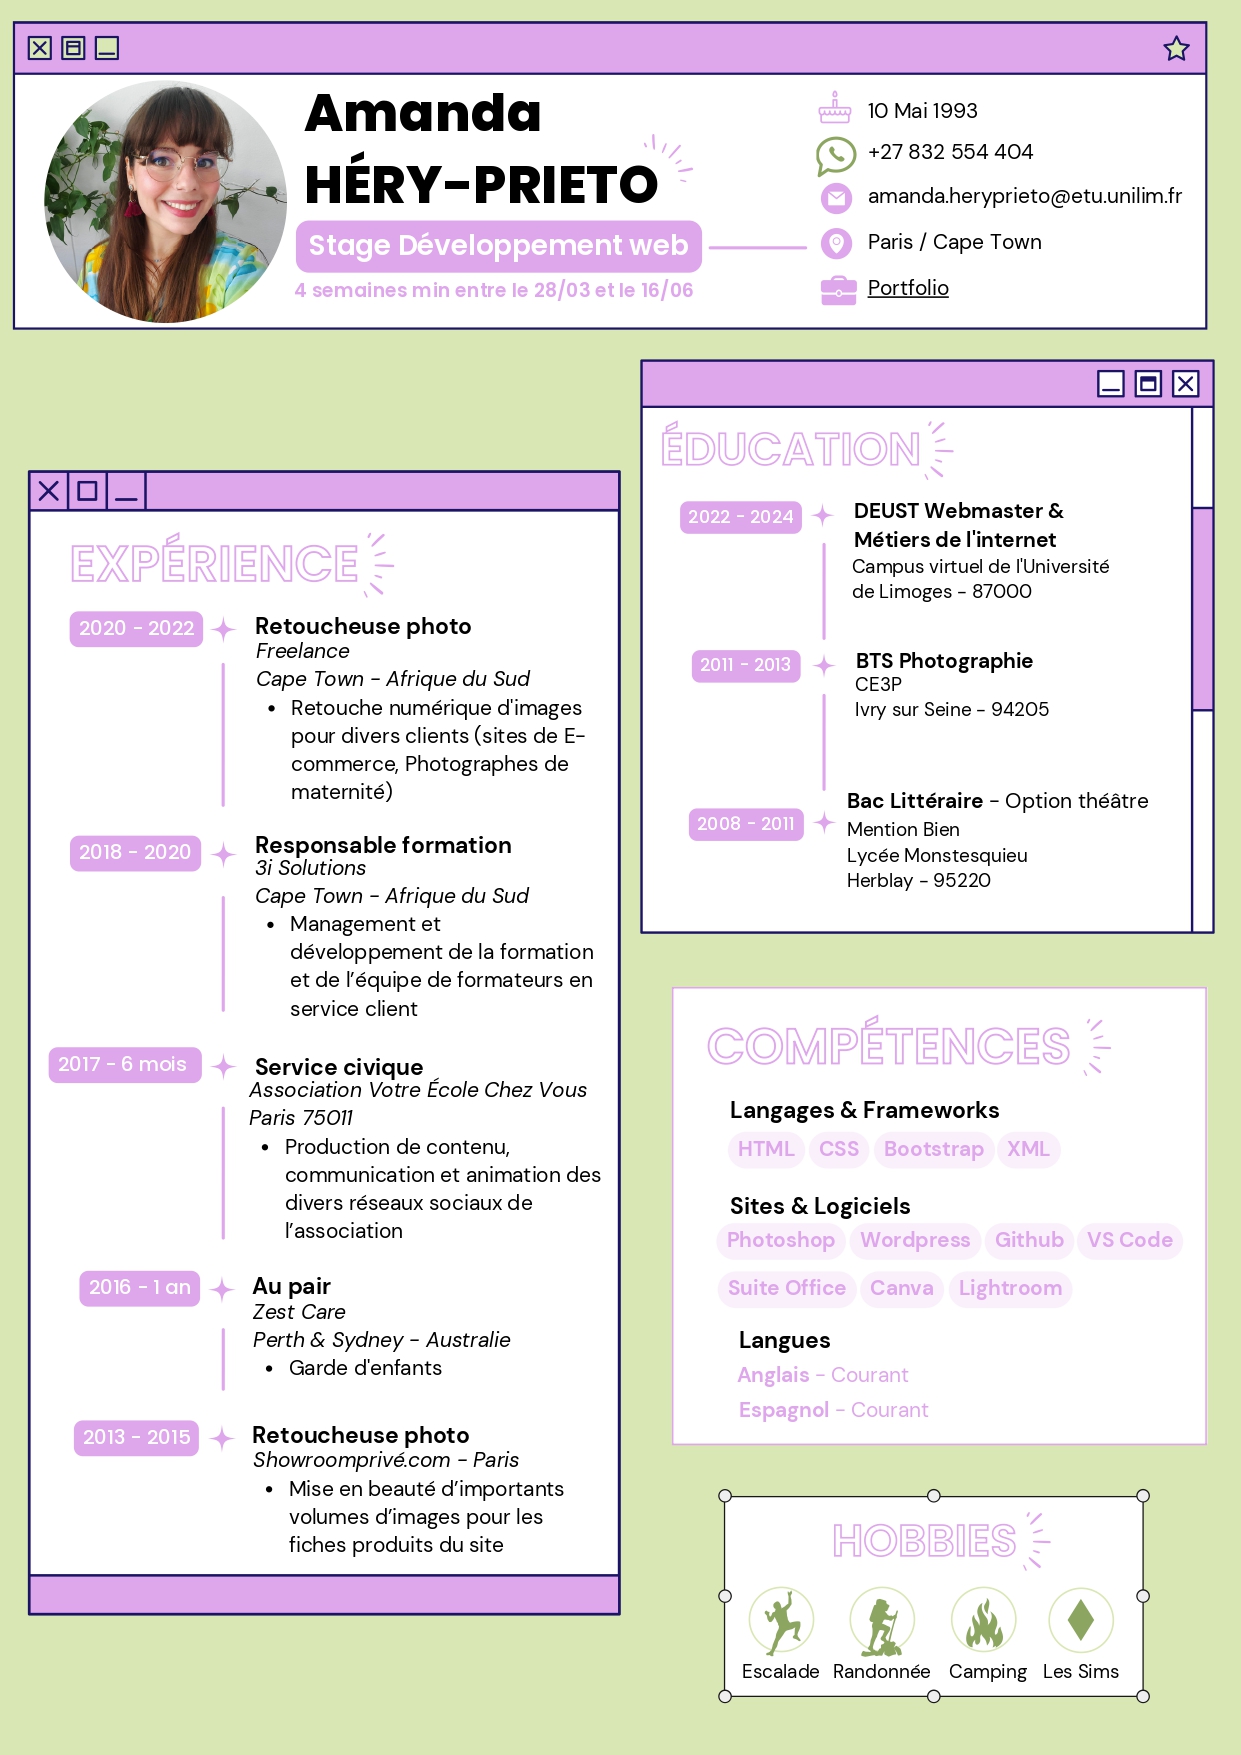 Amanda
HÉRY-PRIETO
Stage Développement web
4 semaines min entre le 28/03 et le 16/06
10 Mai 1993
+27 832 554 404
amanda.heryprieto@etu.unilim.fr
Paris / Cape Town
Portfolio
EXPÉRIENCE
2020 - 2022
Retoucheuse photo
Freelance
Cape Town - Afrique du Sud
• Retouche numérique d'images
pour divers clients (sites de E-
commerce, Photographes de
maternité)
2018 - 2020
Responsable formation
3i Solutions
Cape Town - Afrique du Sud
• Management et
développement de la formation
et de l’équipe de formateurs en
service client
2017 - 6 mois
Service civique
Association Votre École Chez Vous
Paris 75011
• Production de contenu,
communication et animation des
divers réseaux sociaux de
l’association
2016 - 1 an
Au pair
Zest Care
Perth & Sydney - Australie
• Garde d'enfants
2013 - 2015
Retoucheuse photo
Showroomprivé.com - Paris
• Mise en beauté d’importants
volumes d’images pour les
fiches produits du site
ÉDUCATION
2022 - 2024
DEUST Webmaster &
Métiers de l'internet
Campus virtuel de l'Université
de Limoges - 87000
2011 - 2013
BTS Photographie
CE3P
Ivry sur Seine - 94205
2008 - 2011
Bac Littéraire - Option théâtre
Mention Bien
Lycée Monstesquieu
Herblay - 95220
COMPÉTENCES
Langages & Frameworks
HTML CSS Bootstrap XML
Sites & Logiciels
Photoshop Wordpress Github VS Code
Suite Office Canva Lightroom
Langues
Anglais - Courant
Espagnol - Courant
HOBBIES
Escalade Randonnée Camping Les Sims